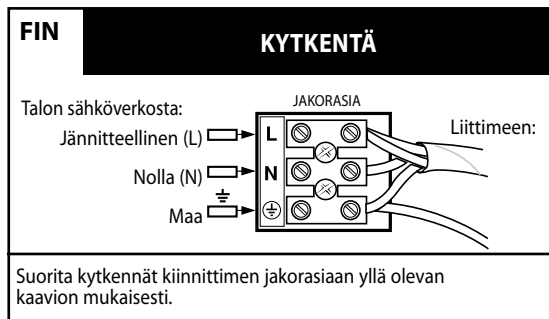 FIN
KYTKENTÄ
Talon sähköverkosta:
JAKORASIA
Liittimeen:
Jännitteellinen (L)
L
Nolla (N)
N
Maa
Suorita kytkennät kiinnittimen jakorasiaan yllä olevan
kaavion mukaisesti.